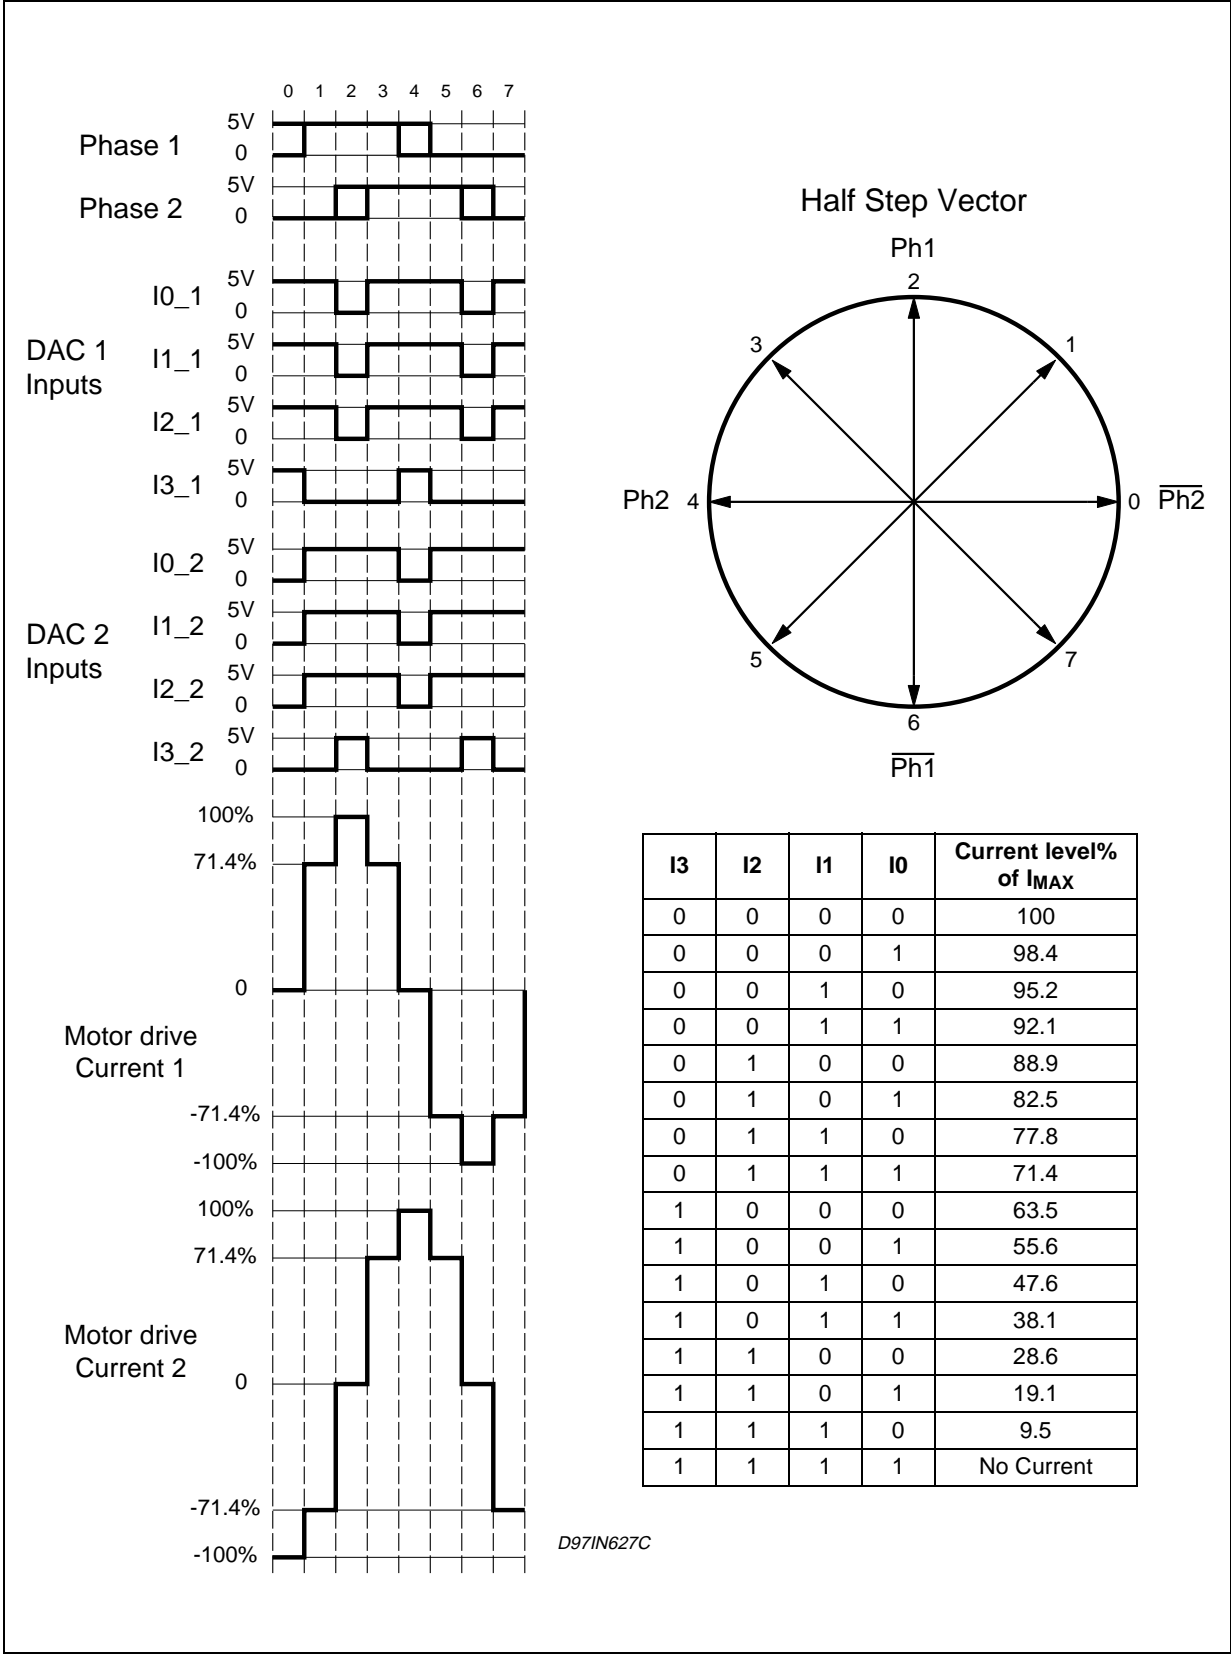 0 1 2 3 4 5 6 7
Phase 1
5V
0
Phase 2
5V
0
DAC 1
Inputs
I0_1
5V
0
I1_1
5V
0
I2_1
5V
0
I3_1
5V
0
DAC 2
Inputs
I0_2
5V
0
I1_2
5V
0
I2_2
5V
0
I3_2
5V
0
100%
71.4%
0
Motor drive
Current 1
-71.4%
-100%
100%
71.4%
Motor drive
Current 2
0
-71.4%
-100%
D97IN627C
Half Step Vector
Ph1
2
3
1
Ph2 4
0 Ph2
5
7
6
Ph1
I3 I2 I1 I0 Current level% of IMAX
0 0 0 0 100
0 0 0 1 98.4
0 0 1 0 95.2
0 0 1 1 92.1
0 1 0 0 88.9
0 1 0 1 82.5
0 1 1 0 77.8
0 1 1 1 71.4
1 0 0 0 63.5
1 0 0 1 55.6
1 0 1 0 47.6
1 0 1 1 38.1
1 1 0 0 28.6
1 1 0 1 19.1
1 1 1 0 9.5
1 1 1 1 No Current